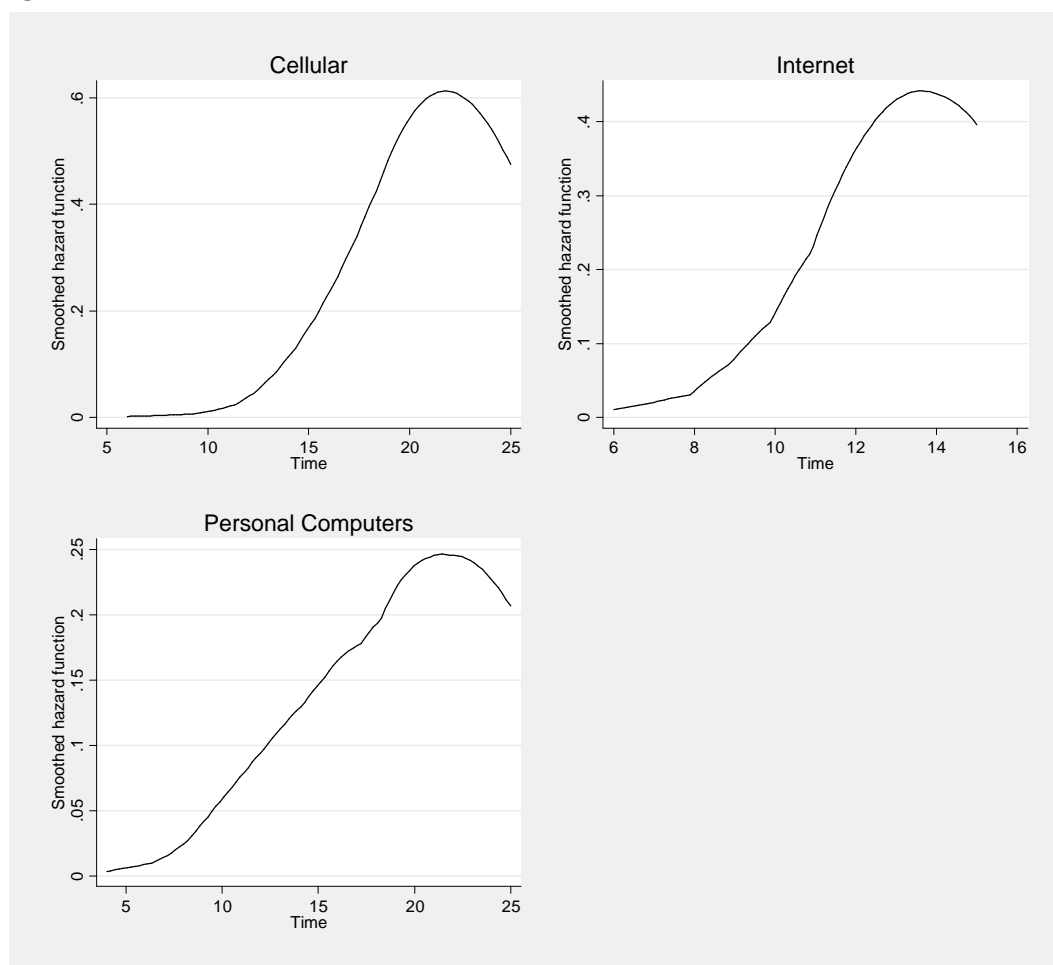 Cellular
Smoothed hazard function
0 .2 .4 .6
5 10 15 20 25
Time
Internet
Smoothed hazard function
0 .1 .2 .3 .4
6 8 10 12 14 16
Time
Personal Computers
Smoothed hazard function
0 .05 .1 .15 .2 .25
5 10 15 20 25
Time